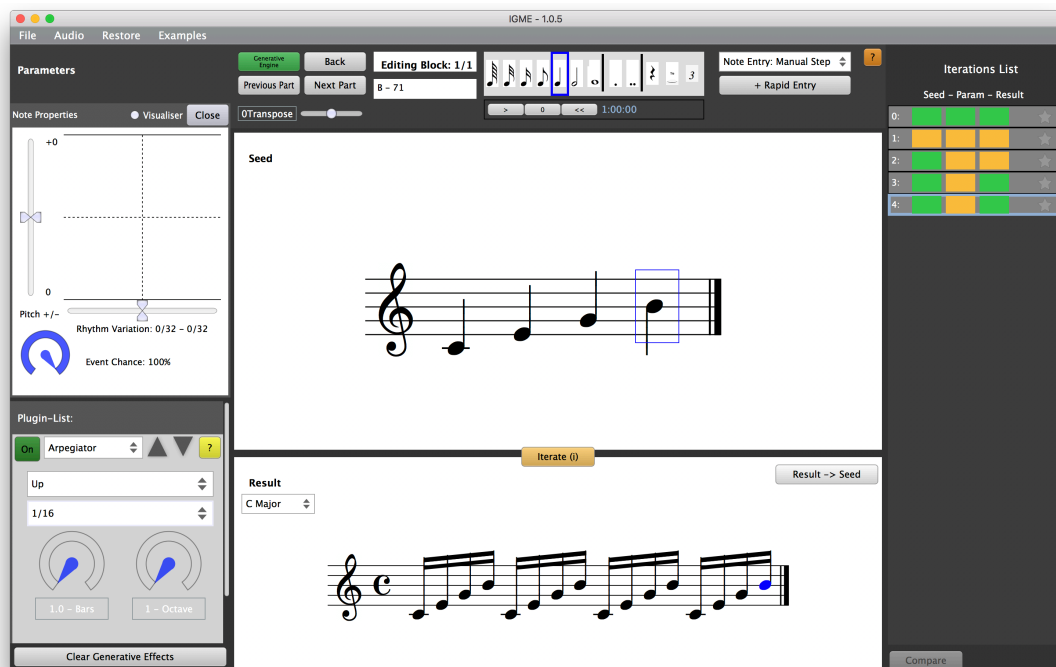 IGME - 1.0.5
File Audio Restore Examples
Parameters
Generative Engine
Back
Editing Block: 1/1
Previous Part
Next Part
B - 71
0Transpose
3
> 0 << 1:00:00
Note Entry: Manual Step
+ Rapid Entry
?
Iterations List
Seed - Param - Result
0:
1:
2:
3:
4:
Compare
Note Properties
Visualiser
Close
+0
0
Pitch +/-
Rhythm Variation: 0/32 - 0/32
Event Chance: 100%
Seed
Plugin-List:
On
Arpegiator
?
Up
1/16
1.0 - Bars
1 - Octave
Clear Generative Effects
Iterate (i)
Result
C Major
Result -> Seed